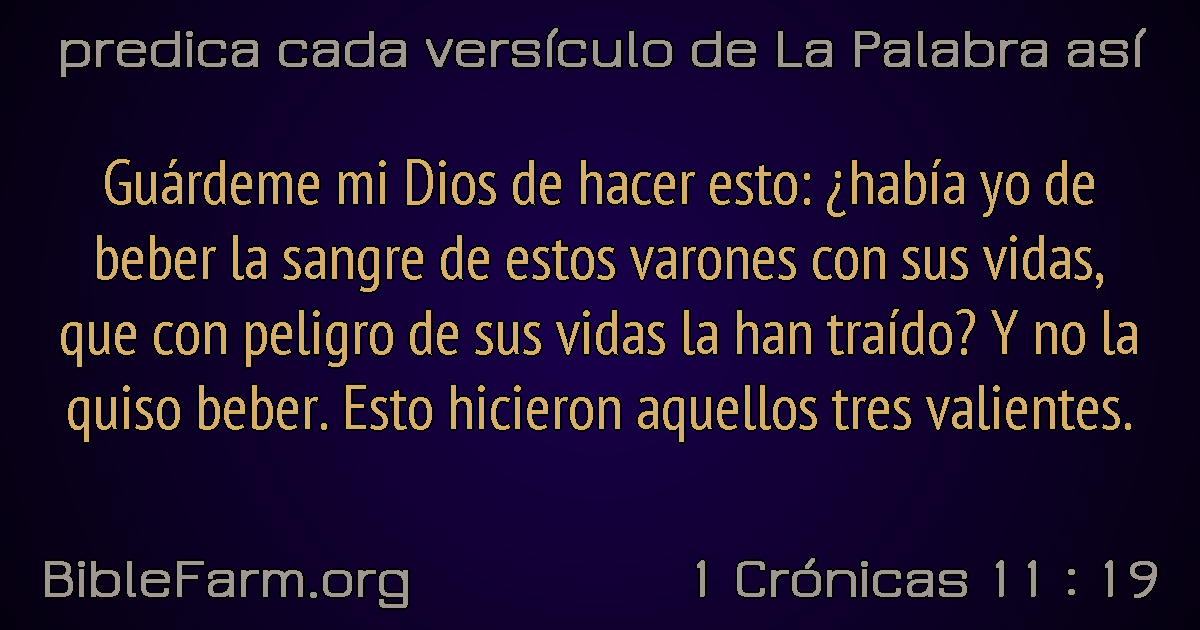 predica cada versículo de La Palabra así
Guárdeme mi Dios de hacer esto: ¿había yo de
beber la sangre de estos varones con sus vidas,
que con peligro de sus vidas la han traído? Y no la
quiso beber. Esto hicieron aquellos tres valientes.
BibleFarm.org
1 Crónicas 11 : 19